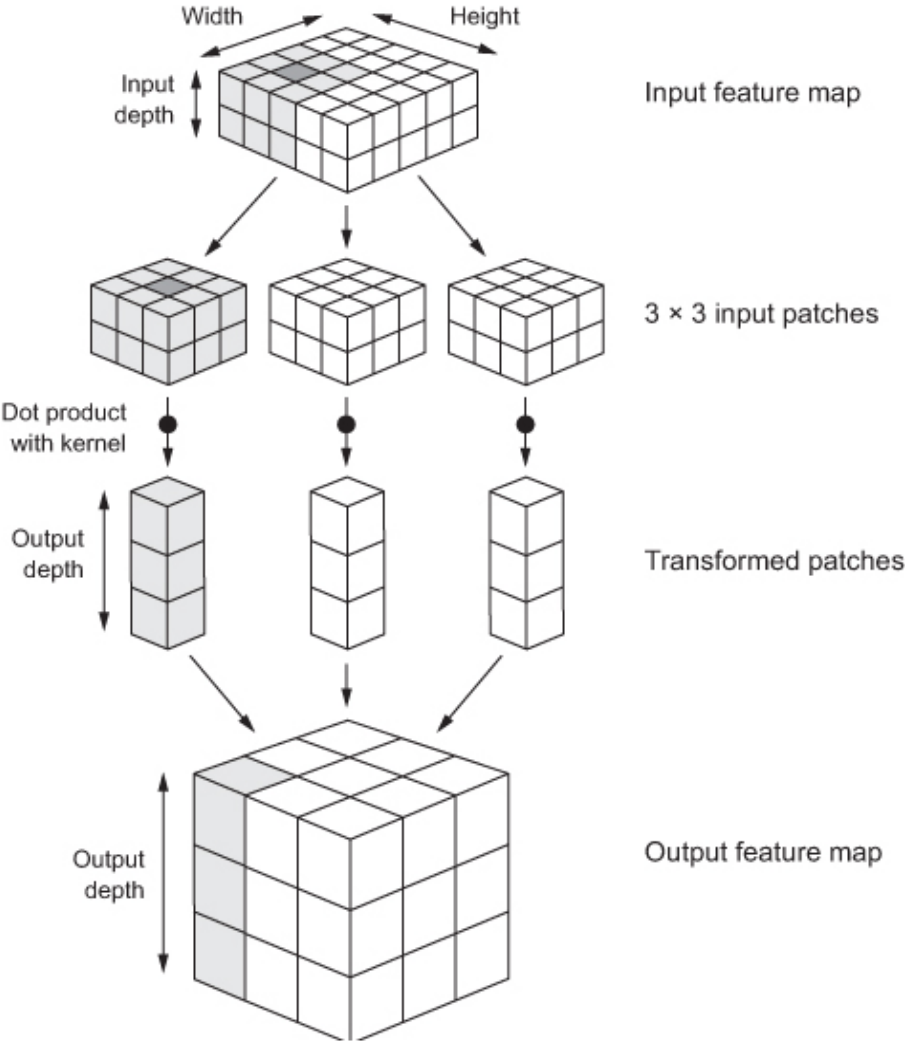 Width
Height
Input
depth
Input feature map
3 × 3 input patches
Dot product
with kernel
Output
depth
Transformed patches
Output
depth
Output feature map